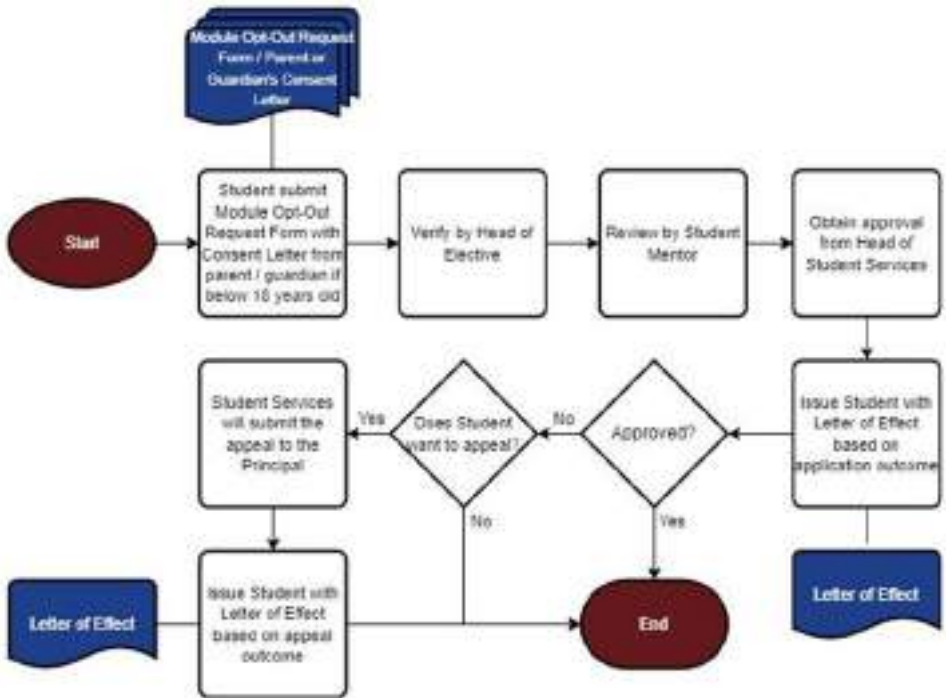 Module Opt-Out Request
Form / Parent or
Guardian's Consent
Letter
Start
Student submit
Module Opt-Out
Request Form with
Consent Letter from
parent / guardian if
below 18 years old
Verify by Head of
Elective
Review by Student
Mentor
Obtain approval
from Head of
Student Services
Student Services
will submit the
appeal to the
Principal
Yes
Does Student
want to appeal?
No
Approved?
Issue Student with
Letter of Effect
based on
application outcome
No
Yes
Letter of Effect
Issue Student with
Letter of Effect
based on appeal
outcome
End
Letter of Effect